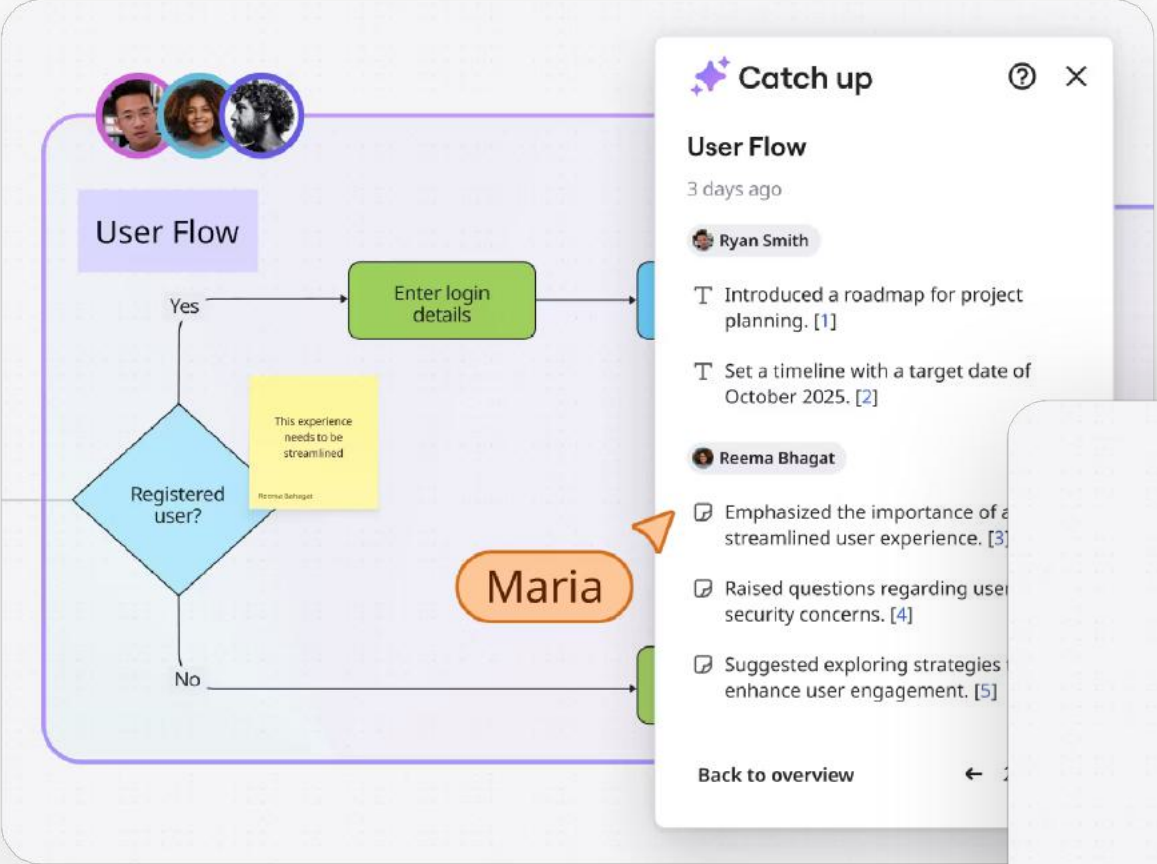 User Flow
Yes
Enter login
details
This experience
needs to be
streamlined
Reema Bahagat
Registered
user?
Maria
No
Catch up
User Flow
3 days ago
Ryan Smith
Introduced a roadmap for project
planning. [1]
Set a timeline with a target date of
October 2025. [2]
Reema Bhagat
Emphasized the importance of a
streamlined user experience. [3]
Raised questions regarding user
security concerns. [4]
Suggested exploring strategies
enhance user engagement. [5]
Back to overview